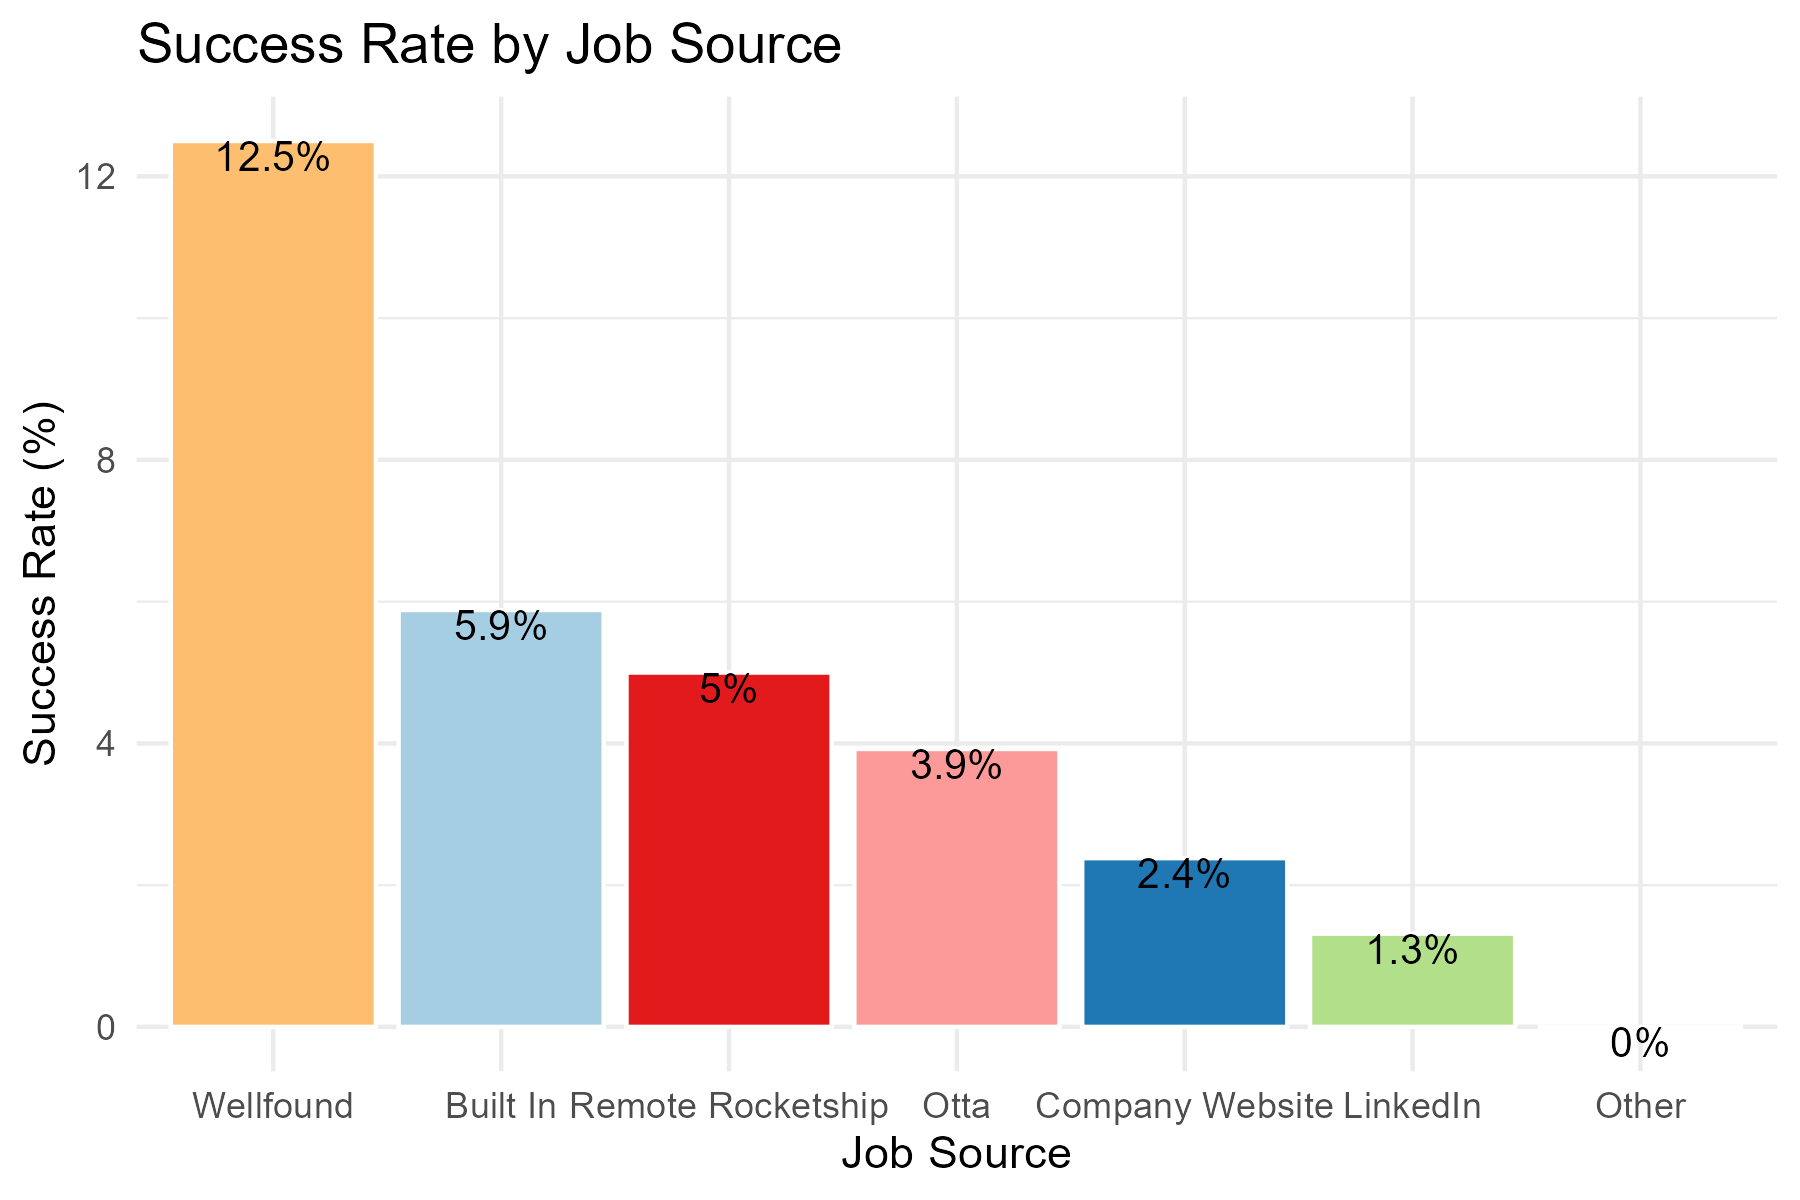 Success Rate by Job Source
Success Rate (%)
12
8
4
0
12.5%
5.9%
5%
3.9%
2.4%
1.3%
0%
Wellfound
Built In
Remote Rocketship
Otta
Company Website
LinkedIn
Other
Job Source